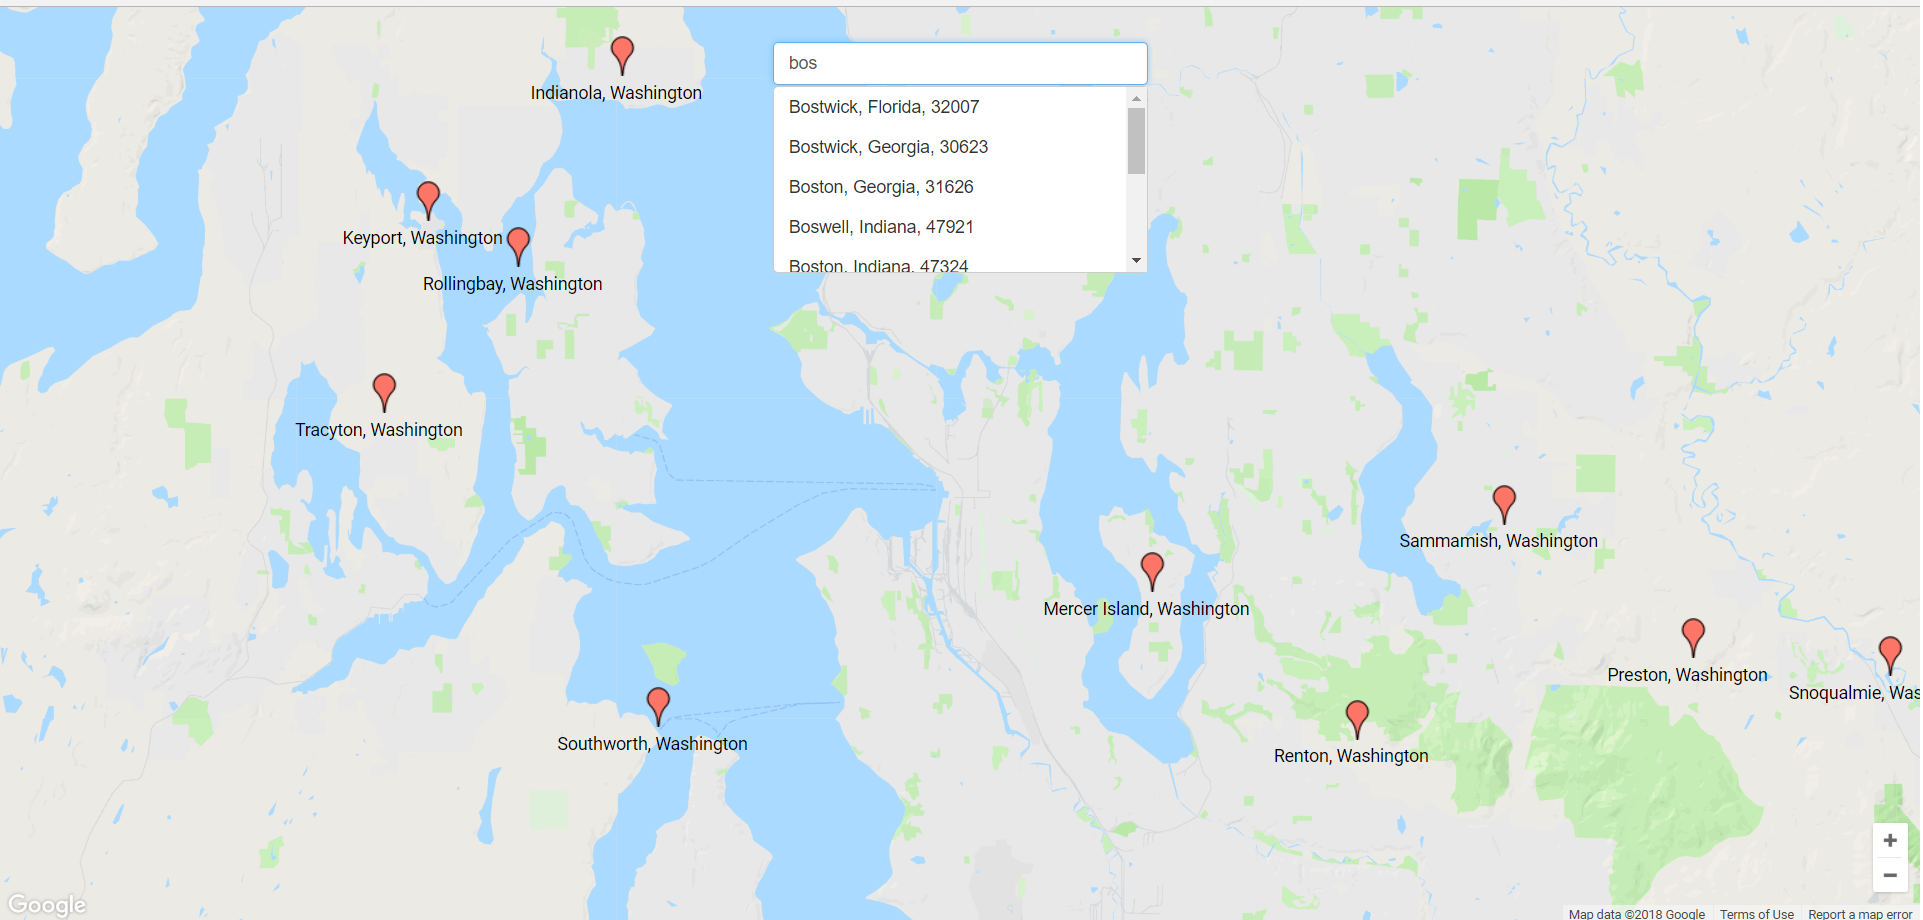 bos
Bostwick, Florida, 32007
Bostwick, Georgia, 30623
Boston, Georgia, 31626
Boswell, Indiana, 47921
Boston, Indiana, 47324
Indianola, Washington
Keyport, Washington
Rollingbay, Washington
Tracyton, Washington
Sammamish, Washington
Mercer Island, Washington
Preston, Washington
Snoqualmie, Was
Southworth, Washington
Renton, Washington
+
−
Google
Map data ©2018 Google Terms of Use Report a map error